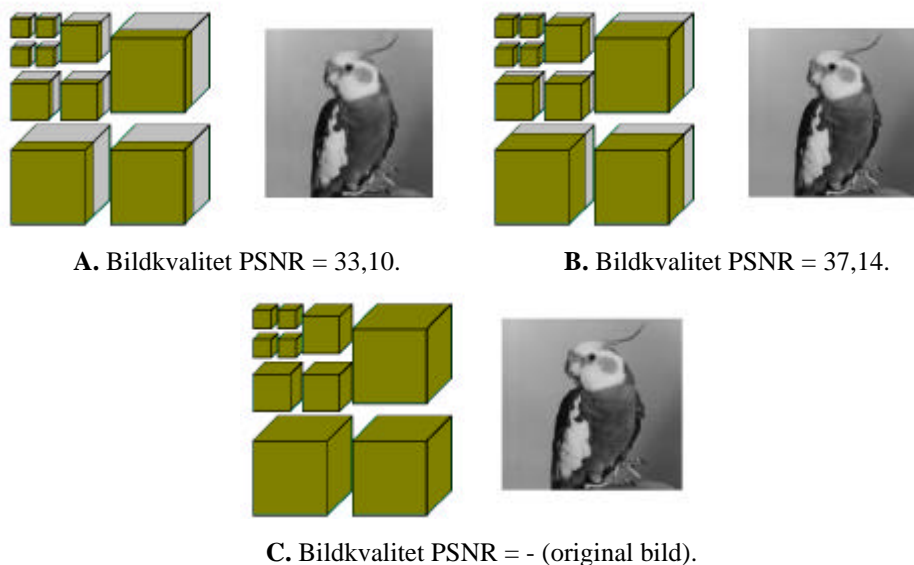 A. Bildkvalitet PSNR = 33,10.
B. Bildkvalitet PSNR = 37,14.
C. Bildkvalitet PSNR = - (original bild).